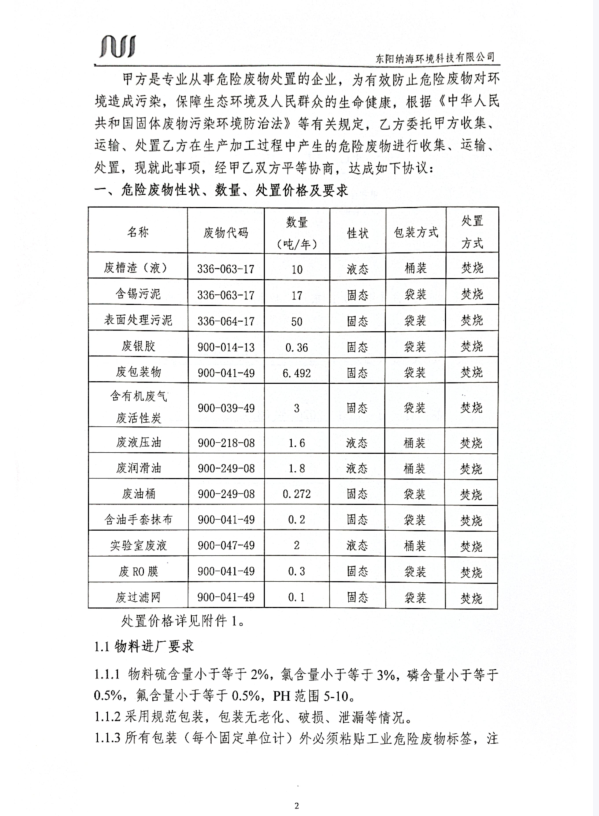 东阳纳海环境科技有限公司
甲方是专业从事危险废物处置的企业，为有效防止危险废物对环
境造成污染，保障生态环境及人民群众的生命健康，根据《中华人民
共和国固体废物污染环境防治法》等有关规定，乙方委托甲方收集、
运输、处置乙方在生产加工过程中产生的危险废物进行收集、运输、
处置，现就此事项，经甲乙双方平等协商，达成如下协议：
一、危险废物性状、数量、处置价格及要求
名称 废物代码 数量（吨/年） 性状 包装方式 处置方式
废槽渣（液） 336-063-17 10 液态 桶装 焚烧
含锡污泥 336-063-17 17 固态 袋装 焚烧
表面处理污泥 336-064-17 50 固态 袋装 焚烧
废银胶 900-014-13 0.36 固态 袋装 焚烧
废包装物 900-041-49 6.492 固态 袋装 焚烧
含有机废气废活性炭 900-039-49 3 固态 袋装 焚烧
废液压油 900-218-08 1.6 液态 桶装 焚烧
废润滑油 900-249-08 1.8 液态 桶装 焚烧
废油桶 900-249-08 0.272 固态 袋装 焚烧
含油手套抹布 900-041-49 0.2 固态 袋装 焚烧
实验室废液 900-047-49 2 液态 桶装 焚烧
废RO膜 900-041-49 0.3 固态 袋装 焚烧
废过滤网 900-041-49 0.1 固态 袋装 焚烧
处置价格详见附件1。
1.1 物料进厂要求
1.1.1 物料硫含量小于等于2%，氯含量小于等于3%，磷含量小于等于
0.5%，氟含量小于等于0.5%，PH范围5-10。
1.1.2 采用规范包装，包装无老化、破损、泄漏等情况。
1.1.3 所有包装（每个固定单位计）外必须粘贴工业危险废物标签，注
2